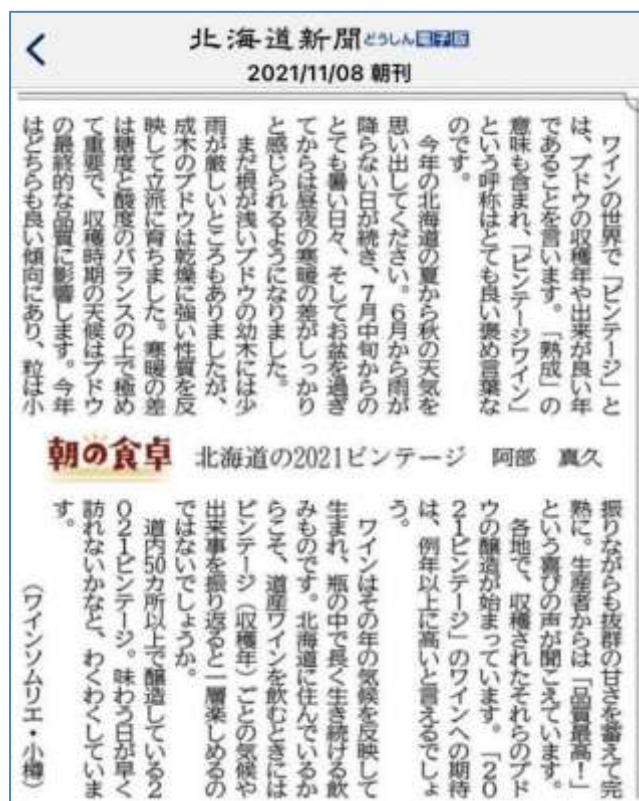 北海道新聞どうしん電子版
2021/11/08 朝刊
ワインの世界で「ビンテージ」と
は、ブドウの収穫年や出来が良い年
であることを言います。「熟成」の
意味も含まれ、「ビンテージワイン」
という呼称はとても良い褒め言葉な
のです。
今年の北海道の夏から秋の天気を
思い出してください。6月から雨が
降らない日が続き、7月中旬からの
とても暑い日々、そしてお盆を過ぎ
てからは昼夜の寒暖の差がしっかり
と感じられるようになりました。
まだ根が浅いブドウの幼木には少
雨が厳しいところもありましたが、
成木のブドウは乾燥に強い性質を反
映して立派に育ちました。寒暖の差
は糖度と酸度のバランスの上で極め
て重要で、収穫時期の天候はブドウ
の最終的な品質に影響します。今年
はどちらも良い傾向にあり、粒は小
朝の食卓 北海道の2021ビンテージ 阿部 真久
振りながらも抜群の甘さを蓄えて完
熟に。生産者からは「品質最高!」
という喜びの声が聞こえています。
各地で、収穫されたそれらのブド
ウの醸造が始まっています。「20
21ビンテージ」のワインへの期待
は、例年以上に高いと言えるでしょ
う。
ワインはその年の気候を反映して
生まれ、瓶の中で長く生き続ける飲
みものです。北海道に住んでいるか
らこそ、道産ワインを飲むときには
ビンテージ(収穫年)ごとの気候や
出来事を振り返ると一層楽しめるの
ではないでしょうか。
道内50カ所以上で醸造している2
021ビンテージ。味わう日が早く
訪れないかなと、わくわくしていま
す。
(ワインソムリエ・小樽)